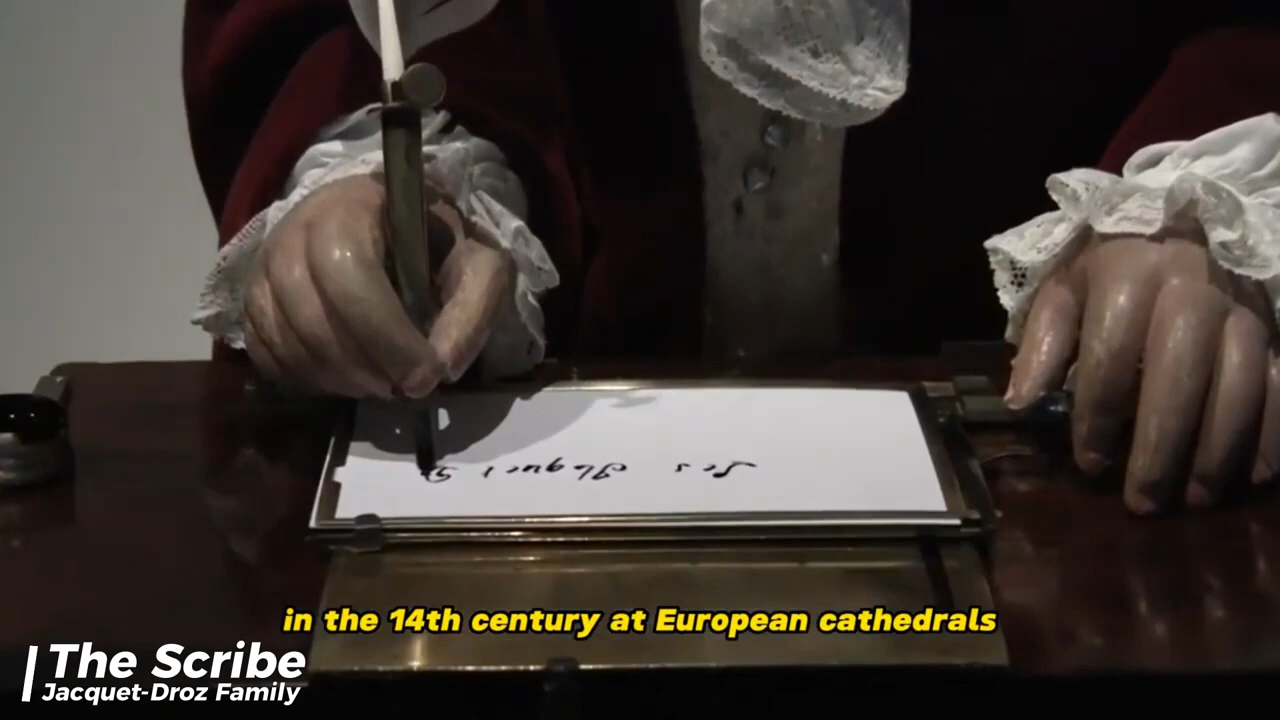 in the 14th century at European cathedrals
The Scribe
Jacquet-Droz Family